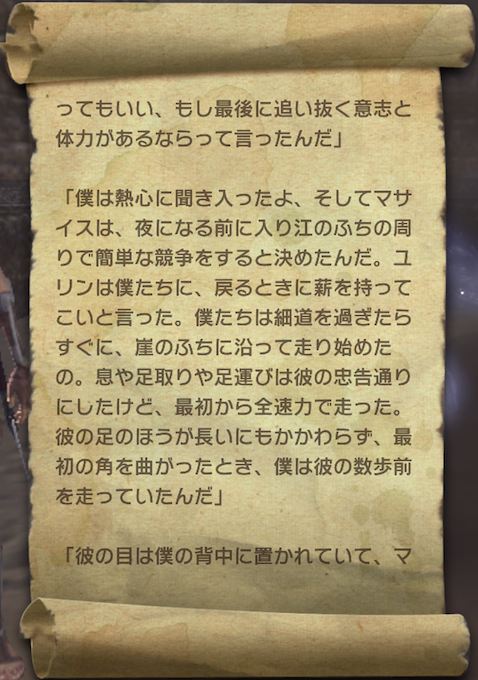 ってもいい、もし最後に追い抜く意志と
体力があるならって言ったんだ」
「僕は熱心に聞き入ったよ、そしてマサ
イスは、夜になる前に入り江のふちの周
りで簡単な競争をすると決めたんだ。ユ
リンは僕たちに、戻るときに薪を持って
こいと言った。僕たちは細道を過ぎたら
すぐに、崖のふちに沿って走り始めた
の。息や足取りや足運びは彼の忠告通り
にしたけど、最初から全速力で走った。
彼の足のほうが長いにもかかわらず、最
初の角を曲がったとき、僕は彼の数歩前
を走っていたんだ」
「彼の目は僕の背中に置かれていて、マ